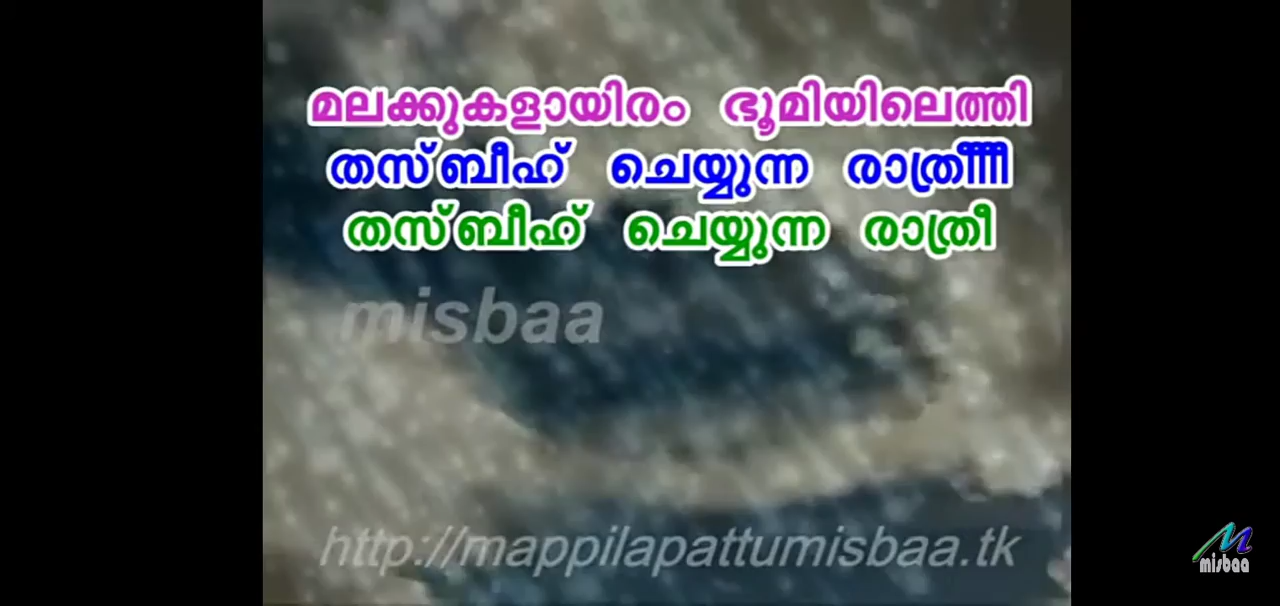 മലക്കുകളായിരം ഭൂമിയിലെത്തി
തസ്ബീഹ് ചെയ്യുന്ന രാത്രീീീ
തസ്ബീഹ് ചെയ്യുന്ന രാത്രീ
misbaa
http://mappilapattumisbaa.tk
misbaa